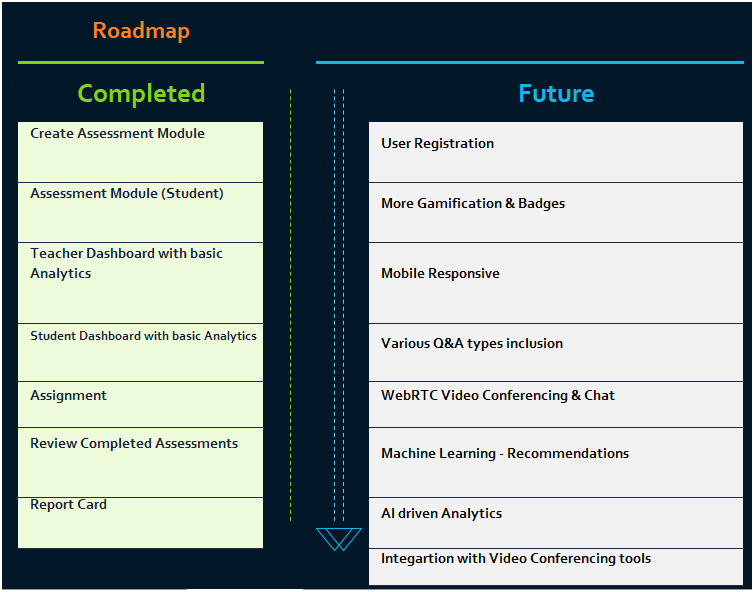 Roadmap
Completed
Create Assessment Module
Assessment Module (Student)
Teacher Dashboard with basic
Analytics
Student Dashboard with basic Analytics
Assignment
Review Completed Assessments
Report Card
Future
User Registration
More Gamification & Badges
Mobile Responsive
Various Q&A types inclusion
WebRTC Video Conferencing & Chat
Machine Learning - Recommendations
AI driven Analytics
Integartion with Video Conferencing tools